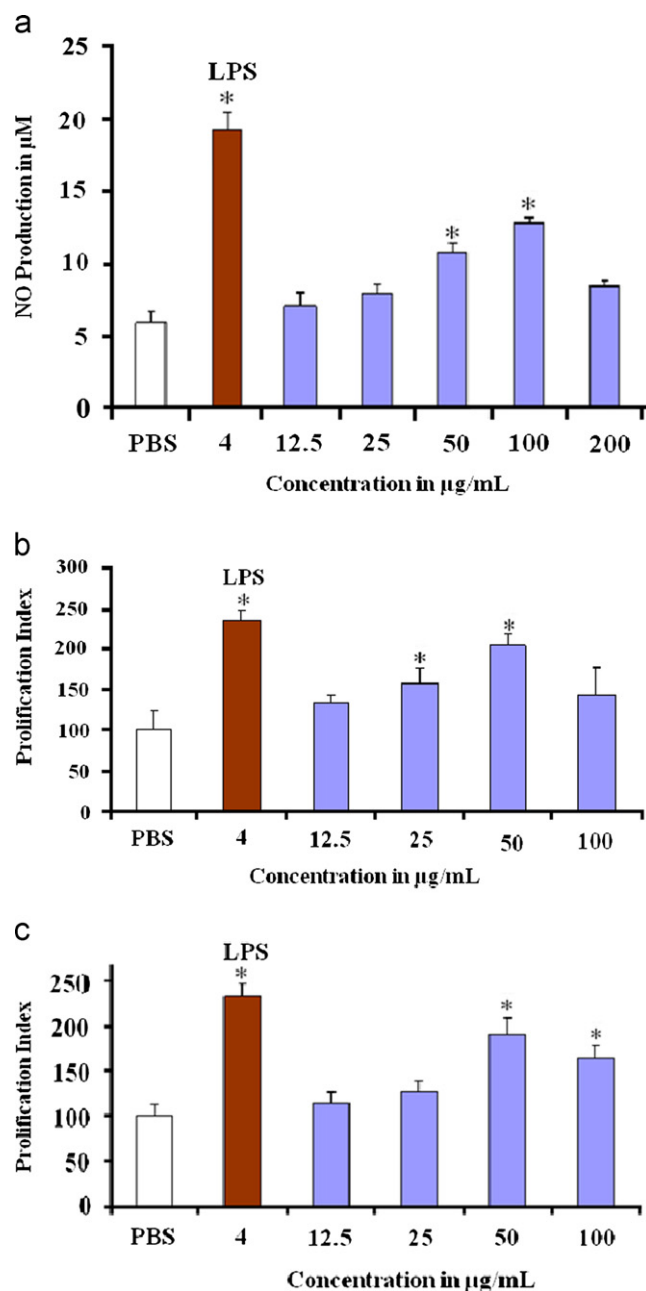 a
NO Production in µM
25
20
15
10
5
0
LPS
*
*
*
PBS 4 12.5 25 50 100 200
Concentration in µg/mL
b
Prolification Index
300
250
200
150
100
50
0
LPS
*
*
*
PBS 4 12.5 25 50 100
Concentration in µg/mL
c
Prolification Index
250
200
150
100
50
0
LPS
*
*
*
PBS 4 12.5 25 50 100
Concentration in µg/mL